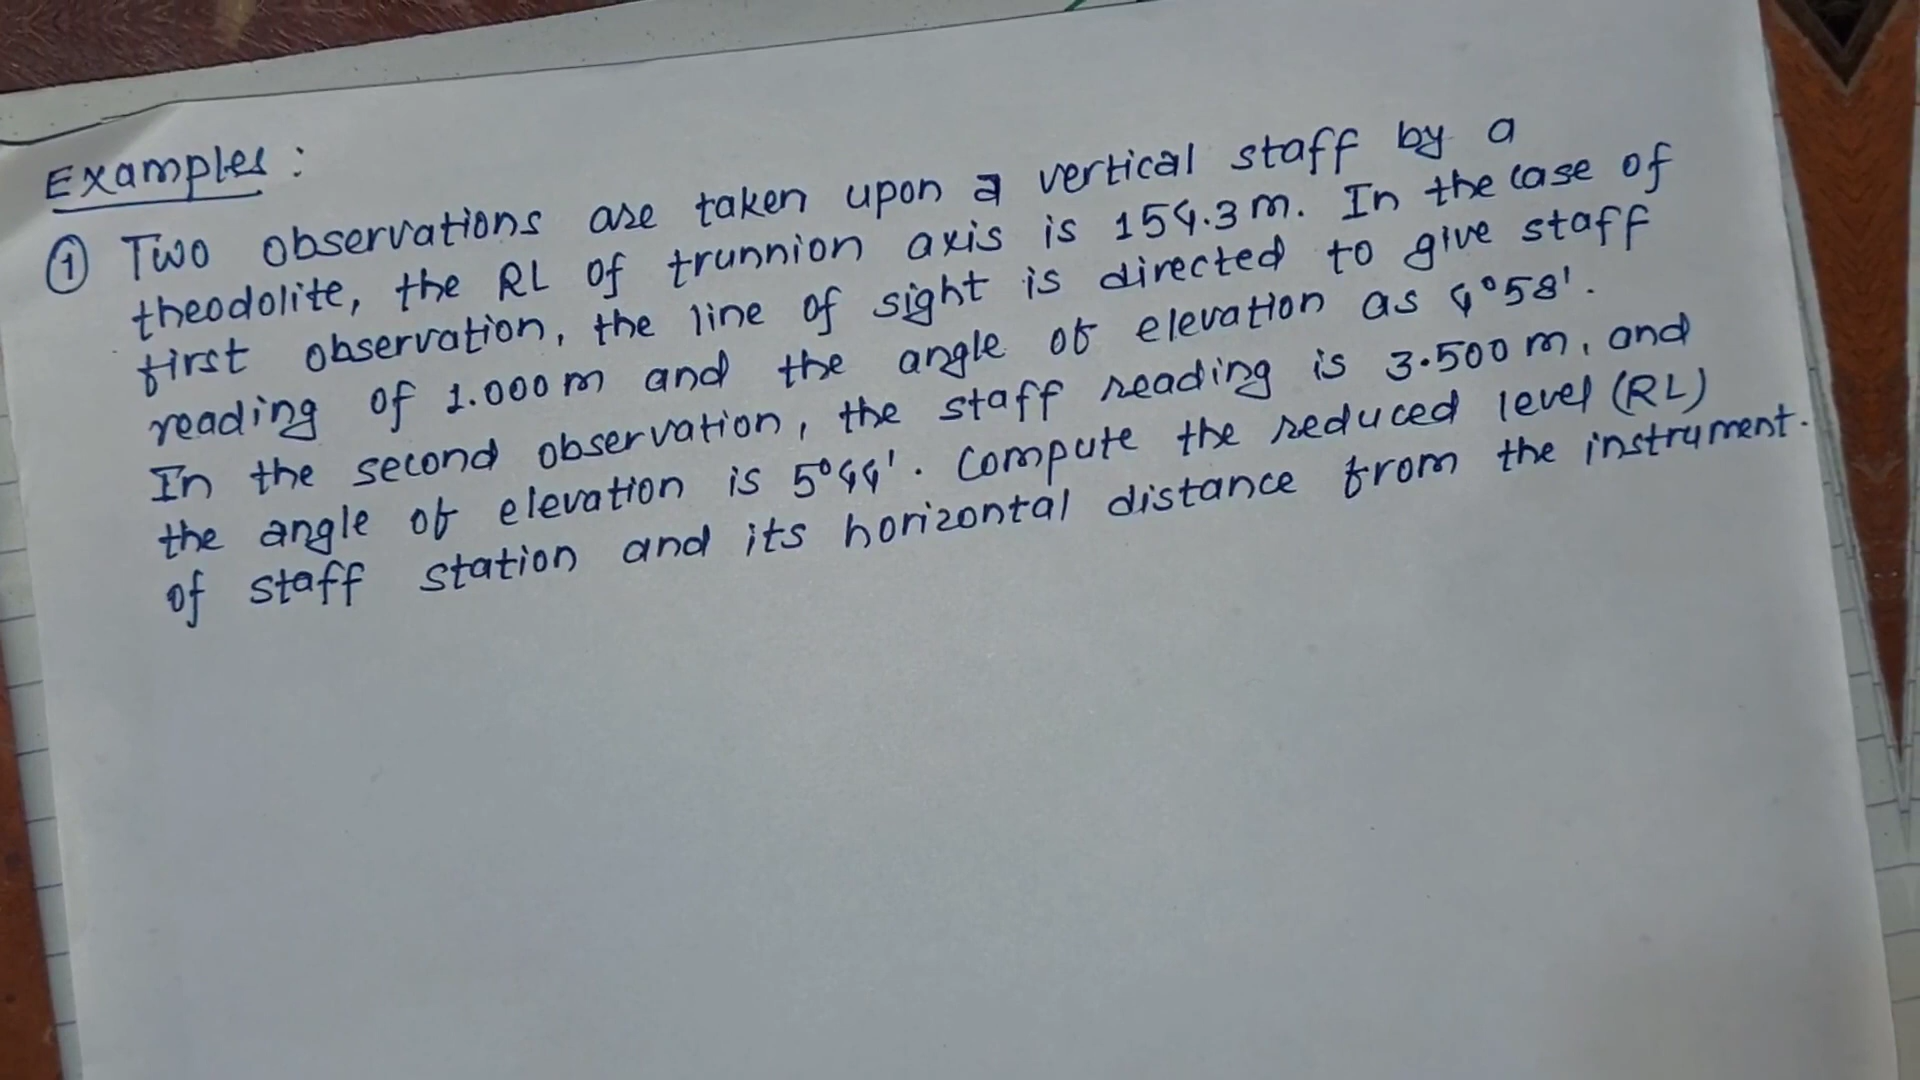 Examples :
① Two observations are taken upon a vertical staff by a
theodolite, the RL of trunnion axis is 154.3 m. In the case of
first observation, the line of sight is directed to give staff
reading of 1.000 m and the angle of elevation as 4°58'.
In the second observation, the staff reading is 3.500 m, and
the angle of elevation is 5°44'. Compute the reduced level (RL)
of staff station and its horizontal distance from the instrument.